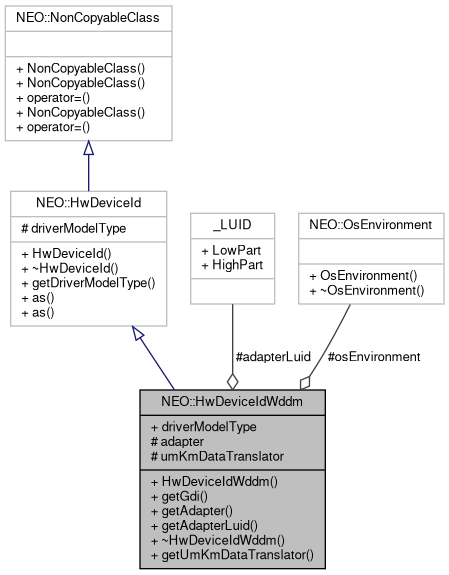 NEO::NonCopyableClass
+ NonCopyableClass()
+ NonCopyableClass()
+ operator=()
+ NonCopyableClass()
+ operator=()
NEO::HwDeviceId
# driverModelType
+ HwDeviceId()
+ ~HwDeviceId()
+ getDriverModelType()
+ as()
+ as()
_LUID
+ LowPart
+ HighPart
NEO::OsEnvironment
+ OsEnvironment()
+ ~OsEnvironment()
#adapterLuid
#osEnvironment
NEO::HwDeviceIdWddm
+ driverModelType
# adapter
# umKmDataTranslator
+ HwDeviceIdWddm()
+ getGdi()
+ getAdapter()
+ getAdapterLuid()
+ ~HwDeviceIdWddm()
+ getUmKmDataTranslator()